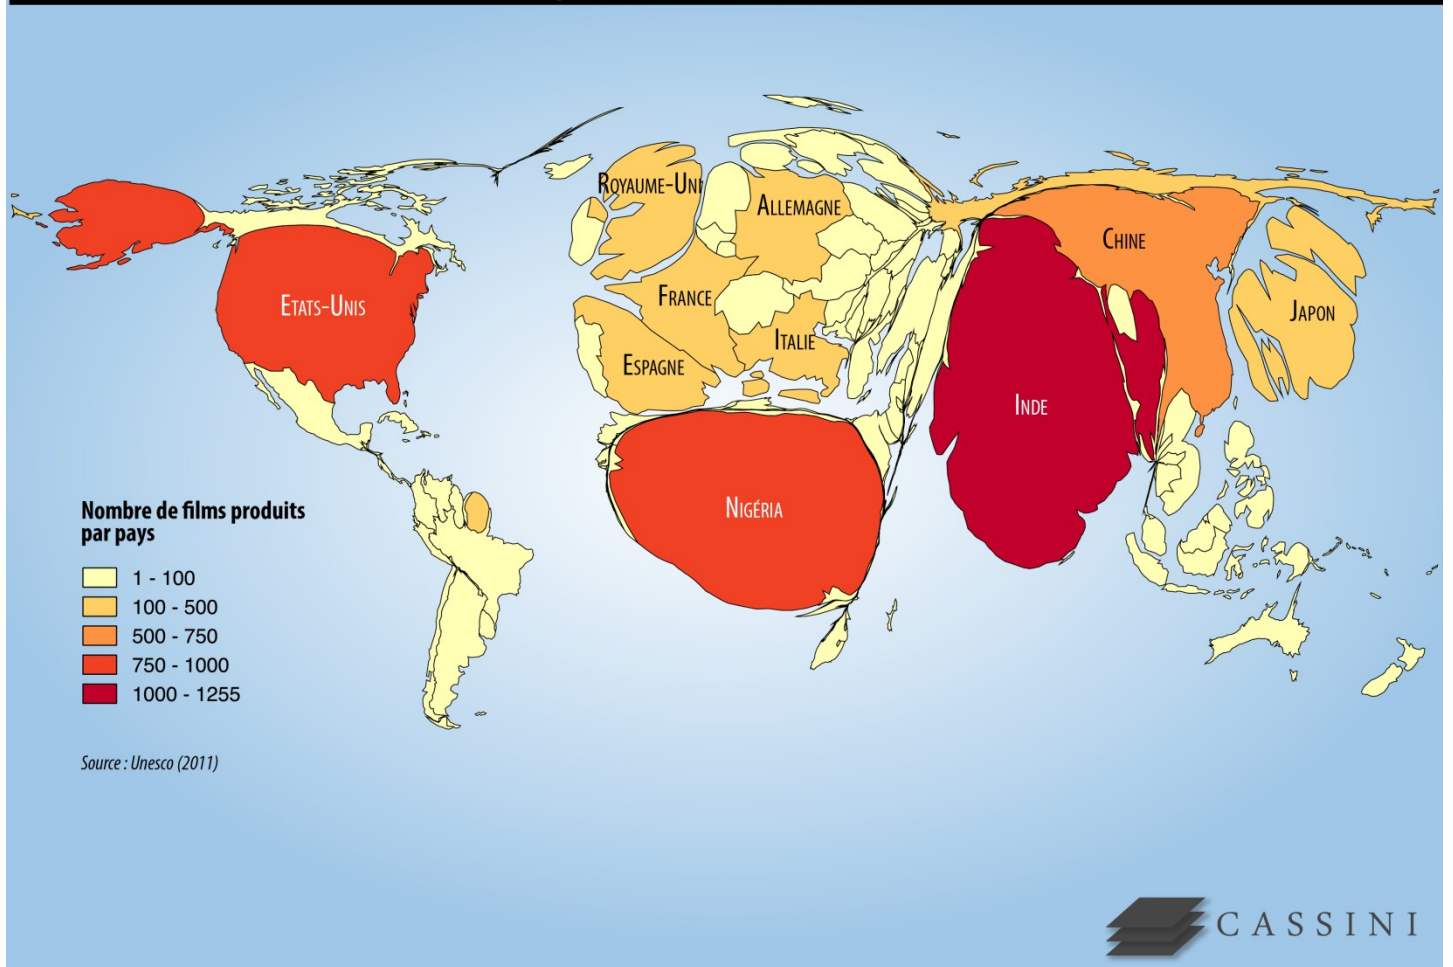 ROYAUME-UNI
ALLEMAGNE
CHINE
ETATS-UNIS
FRANCE
JAPON
ITALIE
ESPAGNE
INDE
NIGÉRIA
Nombre de films produits
par pays
1 - 100
100 - 500
500 - 750
750 - 1000
1000 - 1255
Source : Unesco (2011)
CASSINI